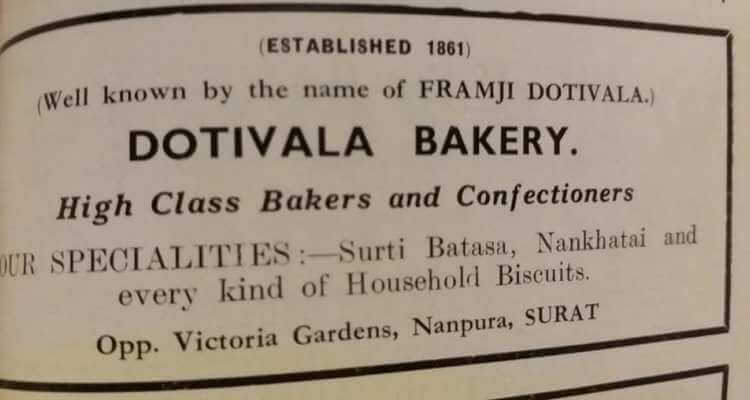 (ESTABLISHED 1861)
(Well known by the name of FRAMJI DOTIVALA.)
DOTIVALA BAKERY.
High Class Bakers and Confectioners
OUR SPECIALITIES :—Surti Batasa, Nankhatai and
every kind of Household Biscuits.
Opp. Victoria Gardens, Nanpura, SURAT